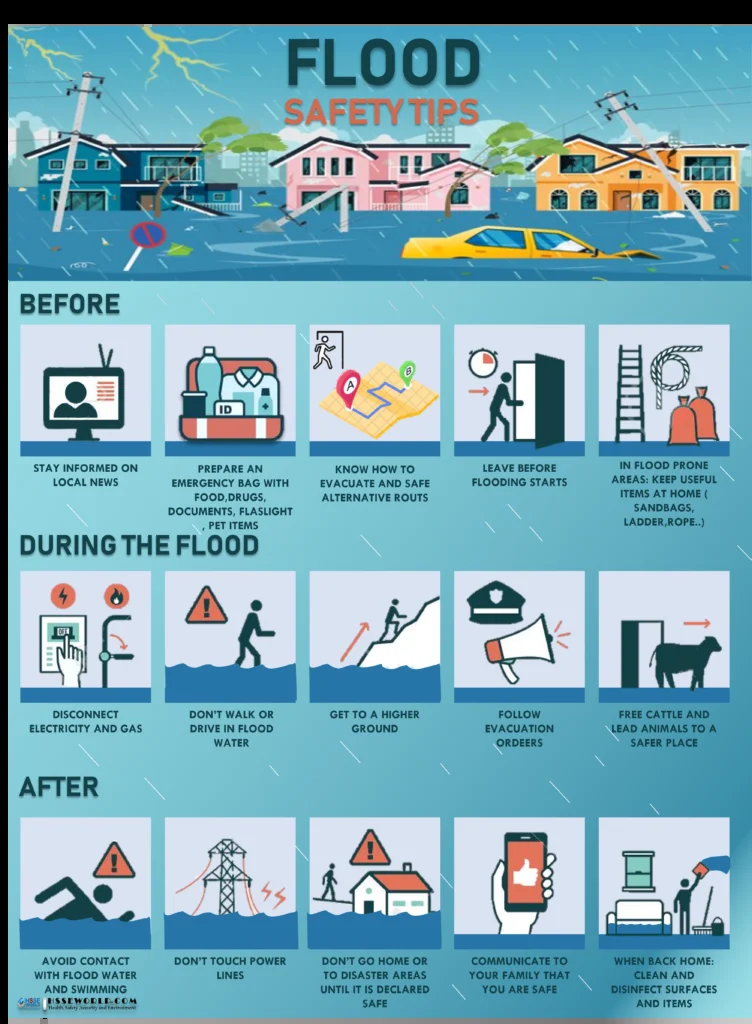 FLOOD
SAFETY TIPS
BEFORE
ID
A
B
STAY INFORMED ON
LOCAL NEWS
PREPARE AN
EMERGENCY BAG WITH
FOOD,DRUGS,
DOCUMENTS, FLASLIGHT
, PET ITEMS
KNOW HOW TO
EVACUATE AND SAFE
ALTERNATIVE ROUTS
LEAVE BEFORE
FLOODING STARTS
IN FLOOD PRONE
AREAS: KEEP USEFUL
ITEMS AT HOME (
SANDBAGS,
LADDER,ROPE..)
DURING THE FLOOD
OFF
DISCONNECT
ELECTRICITY AND GAS
DON'T WALK OR
DRIVE IN FLOOD
WATER
GET TO A HIGHER
GROUND
FOLLOW
EVACUATION
ORDEERS
FREE CATTLE AND
LEAD ANIMALS TO A
SAFER PLACE
AFTER
AVOID CONTACT
WITH FLOOD WATER
AND SWIMMING
DON'T TOUCH POWER
LINES
DON'T GO HOME OR
TO DISASTER AREAS
UNTIL IT IS DECLARED
SAFE
COMMUNICATE TO
YOUR FAMILY THAT
YOU ARE SAFE
WHEN BACK HOME:
CLEAN AND
DISINFECT SURFACES
AND ITEMS
HSSEWORLD.COM
Health, Safety, Security and Environment